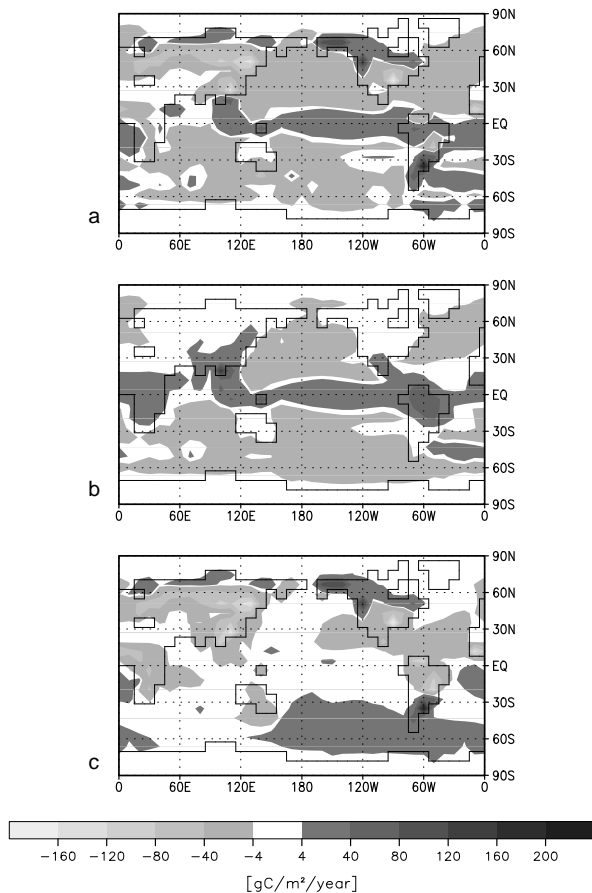 90N
60N
30N
EQ
30S
60S
90S
a
0 60E 120E 180 120W 60W 0
90N
60N
30N
EQ
30S
60S
90S
b
0 60E 120E 180 120W 60W 0
90N
60N
30N
EQ
30S
60S
90S
c
0 60E 120E 180 120W 60W 0
−160 −120 −80 −40 −4 4 40 80 120 160 200
[gC/m²/year]